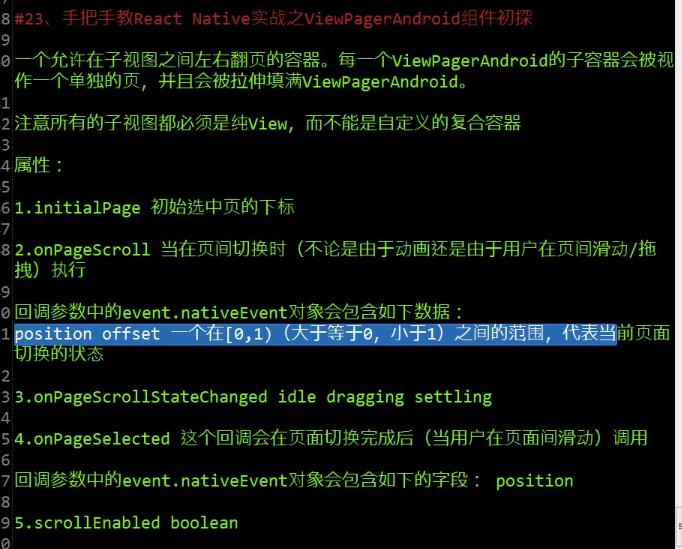 8 #23、手把手教React Native实战之ViewPagerAndroid组件初探
9
0 一个允许在子视图之间左右翻页的容器。每一个ViewPagerAndroid的子容器会被视
作一个单独的页，并且会被拉伸填满ViewPagerAndroid。
1
2 注意所有的子视图都必须是纯View，而不能是自定义的复合容器
3
4 属性：
5
6 1.initialPage 初始选中页的下标
7
8 2.onPageScroll 当在页间切换时（不论是由于动画还是由于用户在页间滑动/拖
拽）执行
9
0 回调参数中的event.nativeEvent对象会包含如下数据：
1 position offset 一个在[0,1)（大于等于0，小于1）之间的范围，代表当前页面
切换的状态
2
3 3.onPageScrollStateChanged idle dragging settling
4
5 4.onPageSelected 这个回调会在页面切换完成后（当用户在页面间滑动）调用
6
7 回调参数中的event.nativeEvent对象会包含如下的字段： position
8
9 5.scrollEnabled boolean
0